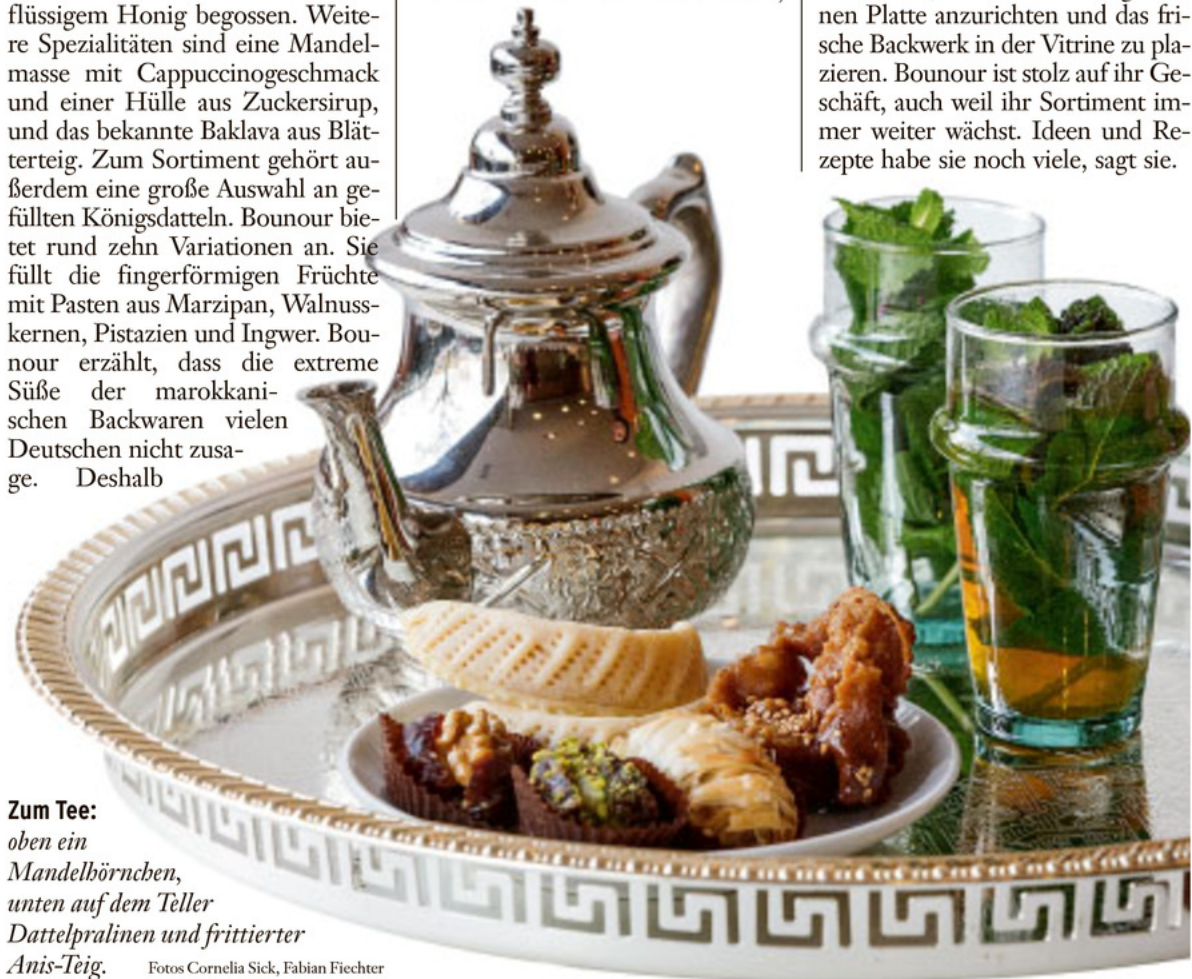 flüssigem Honig begossen. Weite-
re Spezialitäten sind eine Mandel-
masse mit Cappuccinogeschmack
und einer Hülle aus Zuckersirup,
und das bekannte Baklava aus Blät-
terteig. Zum Sortiment gehört au-
ßerdem eine große Auswahl an ge-
füllten Königsdatteln. Bounour bie-
tet rund zehn Variationen an. Sie
füllt die fingerförmigen Früchte
mit Pasten aus Marzipan, Walnuss-
kernen, Pistazien und Ingwer. Bou-
nour erzählt, dass die extreme
Süße der marokkani-
schen Backwaren vielen
Deutschen nicht zusa-
ge. Deshalb
nen Platte anzurichten und das fri-
sche Backwerk in der Vitrine zu pla-
zieren. Bounour ist stolz auf ihr Ge-
schäft, auch weil ihr Sortiment im-
mer weiter wächst. Ideen und Re-
zepte habe sie noch viele, sagt sie.
Zum Tee:
oben ein
Mandelhörnchen,
unten auf dem Teller
Dattelpralinen und frittierter
Anis-Teig.
Fotos Cornelia Sick, Fabian Fiechter